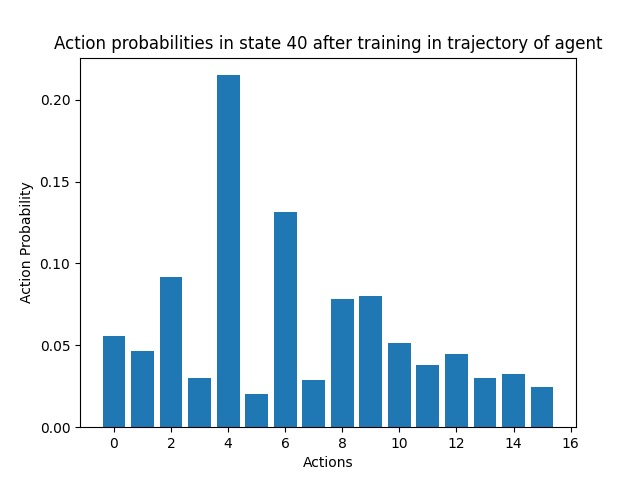 Action probabilities in state 40 after training in trajectory of agent
0.20
0.15
0.10
0.05
0.00
Action Probability
0 2 4 6 8 10 12 14 16
Actions